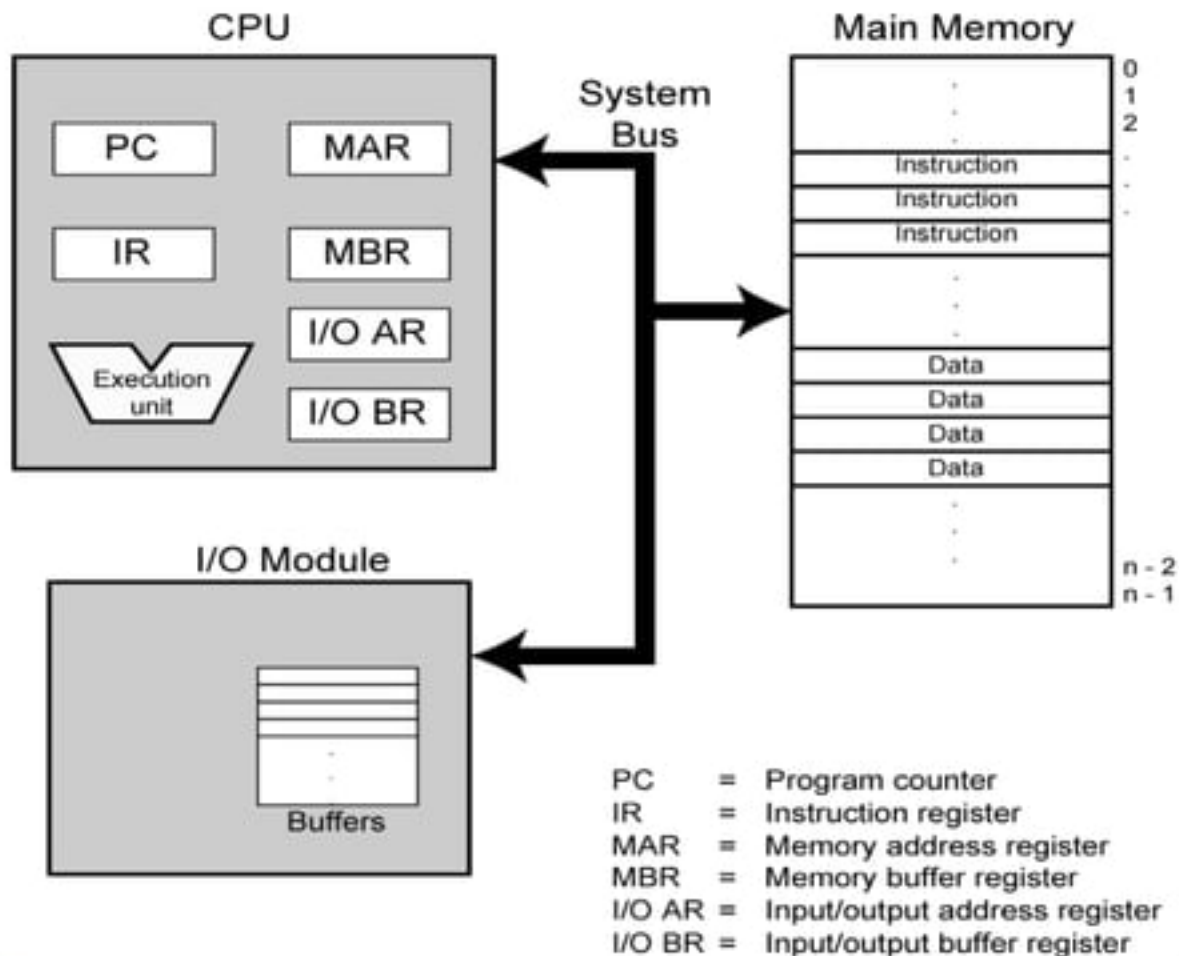 CPU
PC
MAR
IR
MBR
I/O AR
I/O BR
Execution
unit
System
Bus
Main Memory
0
1
2
.
.
.
Instruction
Instruction
Instruction
Data
Data
Data
Data
n - 2
n - 1
I/O Module
Buffers
PC = Program counter
IR = Instruction register
MAR = Memory address register
MBR = Memory buffer register
I/O AR = Input/output address register
I/O BR = Input/output buffer register